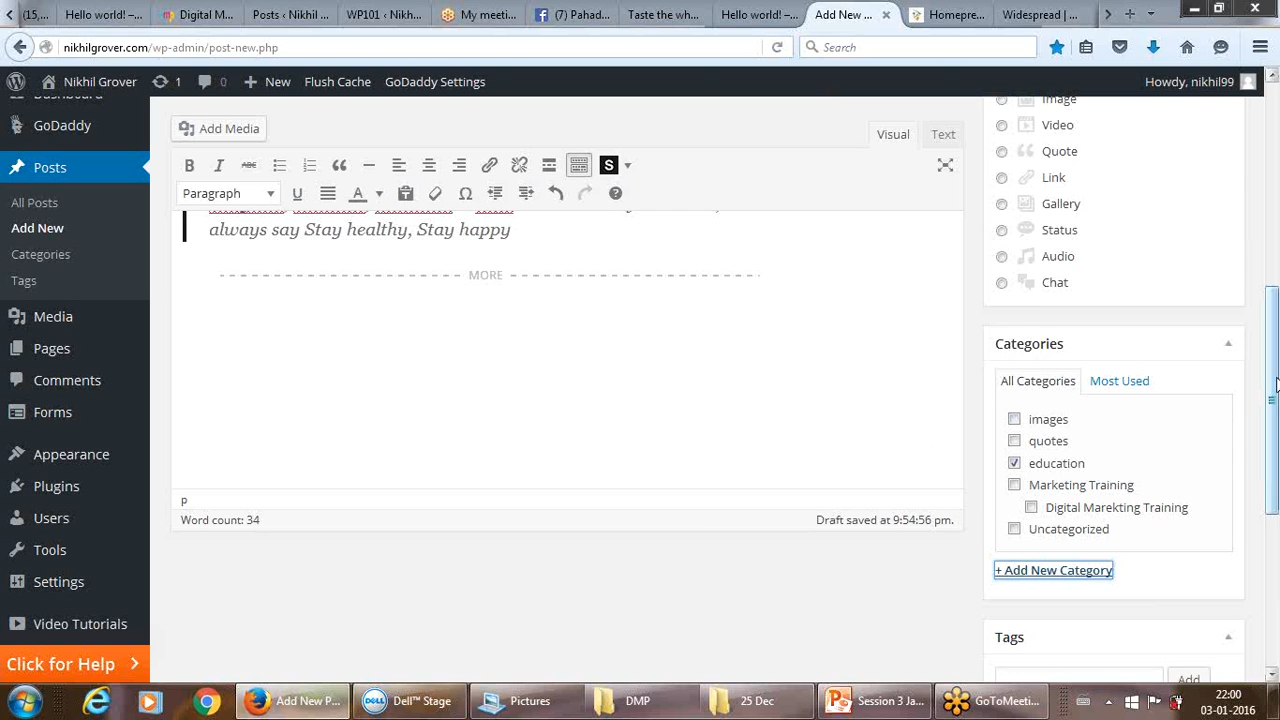 (15,
Hello world! –...
Digital M...
Posts ‹ Nikhil ...
WP101 ‹ Nikh...
My meeti...
(7) Pahad...
Taste the wh...
Hello world! –...
Add New ...
Homepre...
Widespread | ...
nikhilgrover.com/wp-admin/post-new.php
Search
Nikhil Grover
1
0
New
Flush Cache
GoDaddy Settings
Howdy, nikhil99
Dashboard
GoDaddy
Posts
All Posts
Add New
Categories
Tags
Media
Pages
Comments
Forms
Appearance
Plugins
Users
Tools
Settings
Video Tutorials
Click for Help
Add Media
Visual
Text
B I ABC
S
Paragraph
U
A
always say Stay healthy, Stay happy
MORE
p
Word count: 34
Draft saved at 9:54:56 pm.
Image
Video
Quote
Link
Gallery
Status
Audio
Chat
Categories
All Categories
Most Used
images
quotes
education
Marketing Training
Digital Marekting Training
Uncategorized
+ Add New Category
Tags
Add
Add New P...
Dell™ Stage
Pictures
DMP
25 Dec
Session 3 Ja...
GoToMeeti...
22:00
03-01-2016